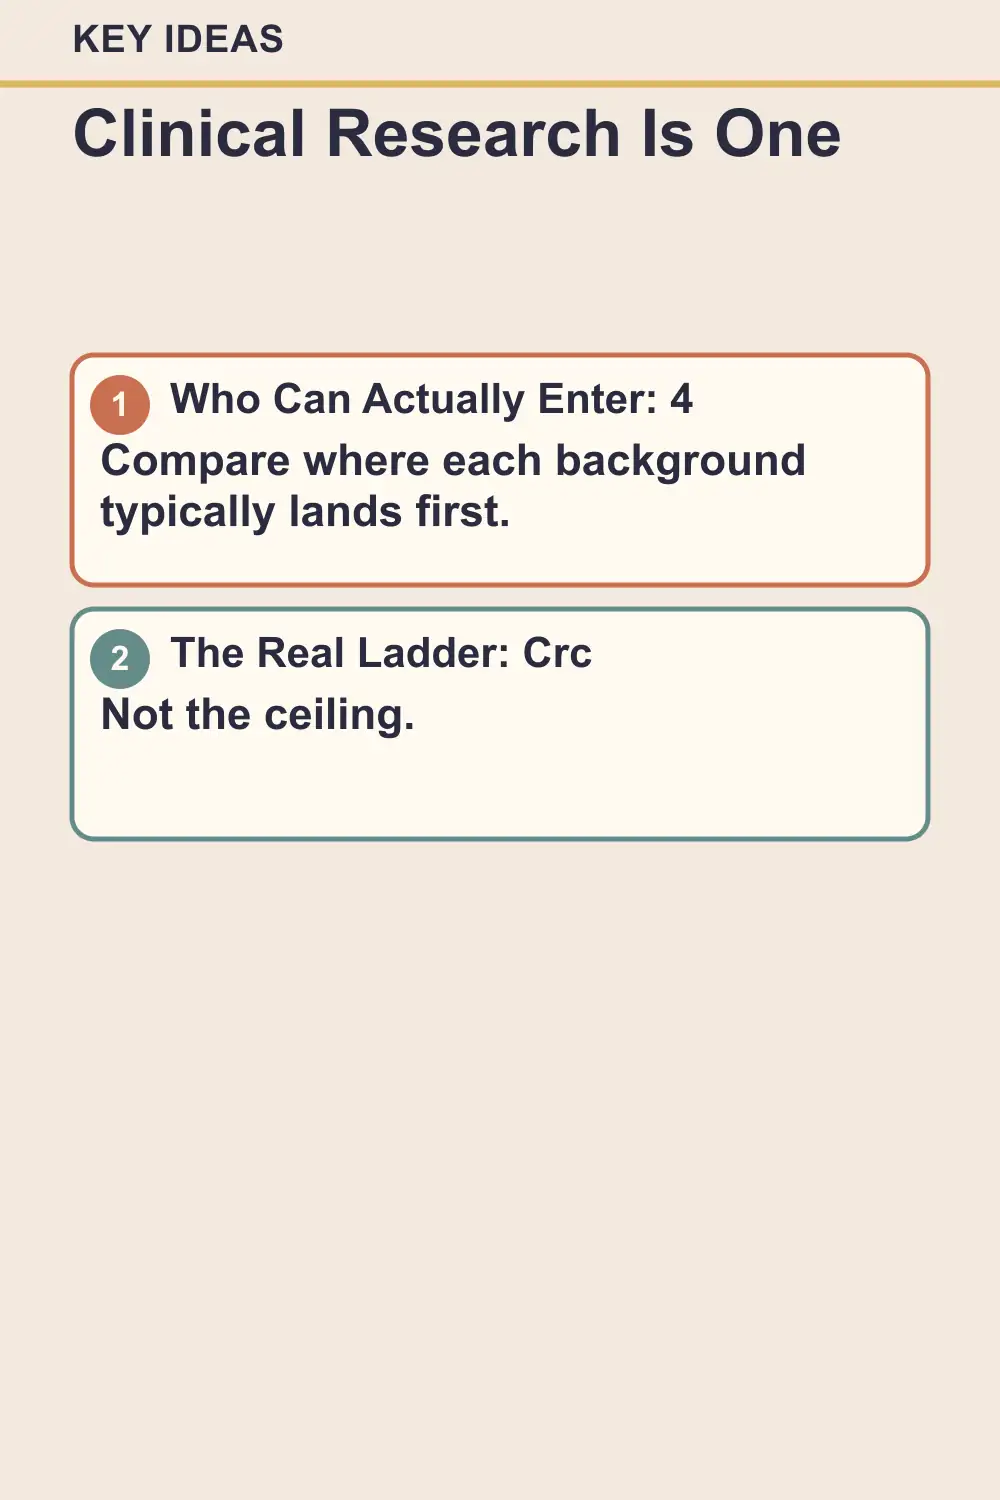 KEY IDEAS
Clinical Research Is One
1 Who Can Actually Enter: 4
Compare where each background
typically lands first.
2 The Real Ladder: Crc
Not the ceiling.